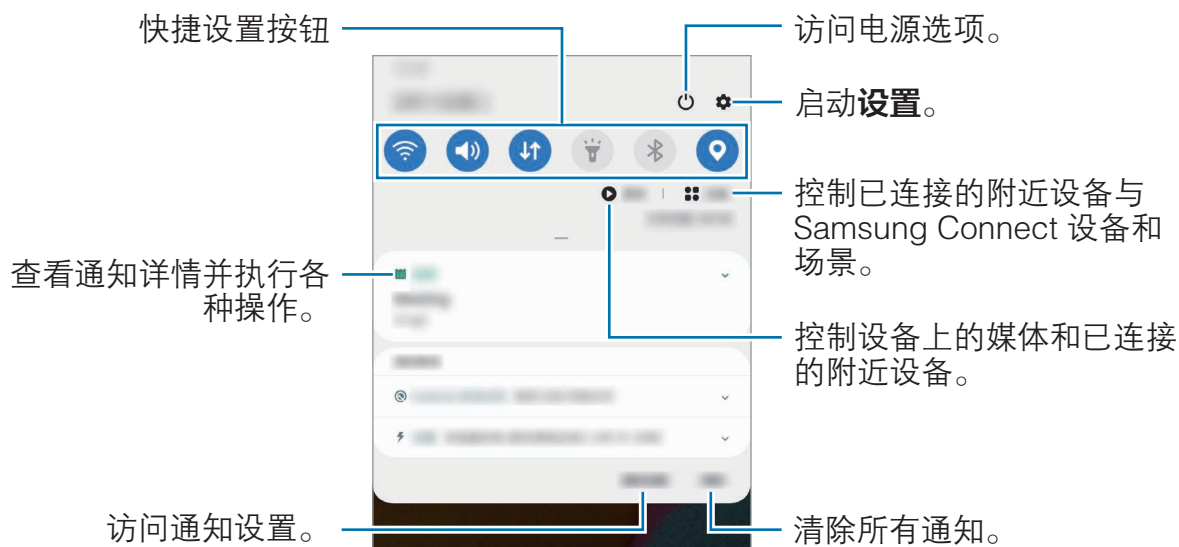 快捷设置按钮
访问电源选项。
启动设置。
控制已连接的附近设备与
Samsung Connect 设备和
场景。
查看通知详情并执行各
种操作。
控制设备上的媒体和已连接
的附近设备。
访问通知设置。
清除所有通知。